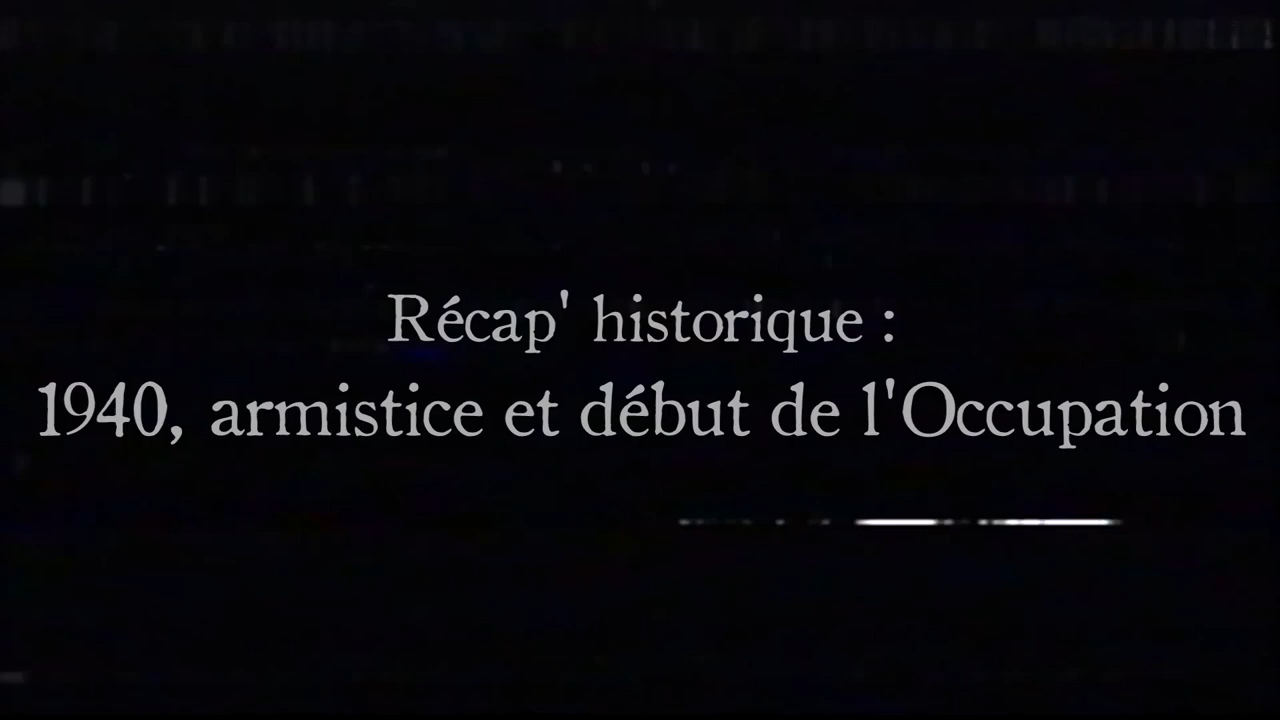 Récap' historique :
1940, armistice et début de l'Occupation